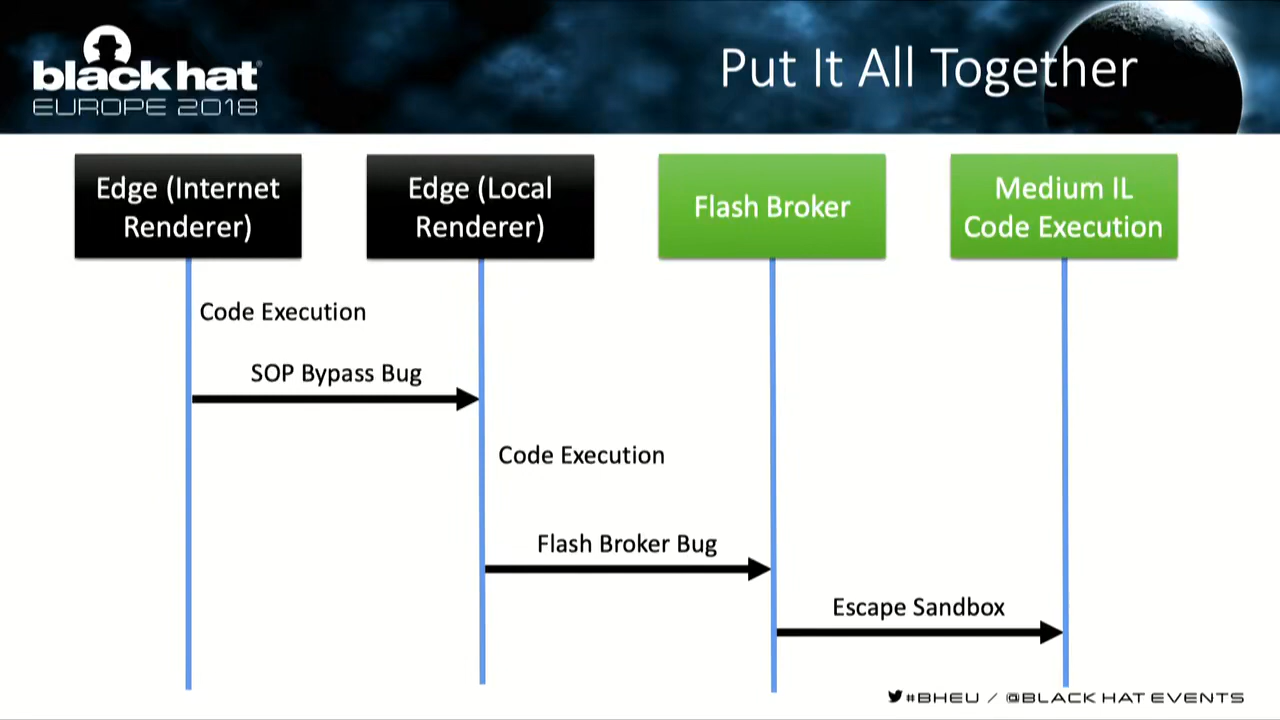 black hat
EUROPE 2018
Put It All Together
Edge (Internet
Renderer)
Edge (Local
Renderer)
Flash Broker
Medium IL
Code Execution
Code Execution
SOP Bypass Bug
Code Execution
Flash Broker Bug
Escape Sandbox
#BHEU / @BLACK HAT EVENTS